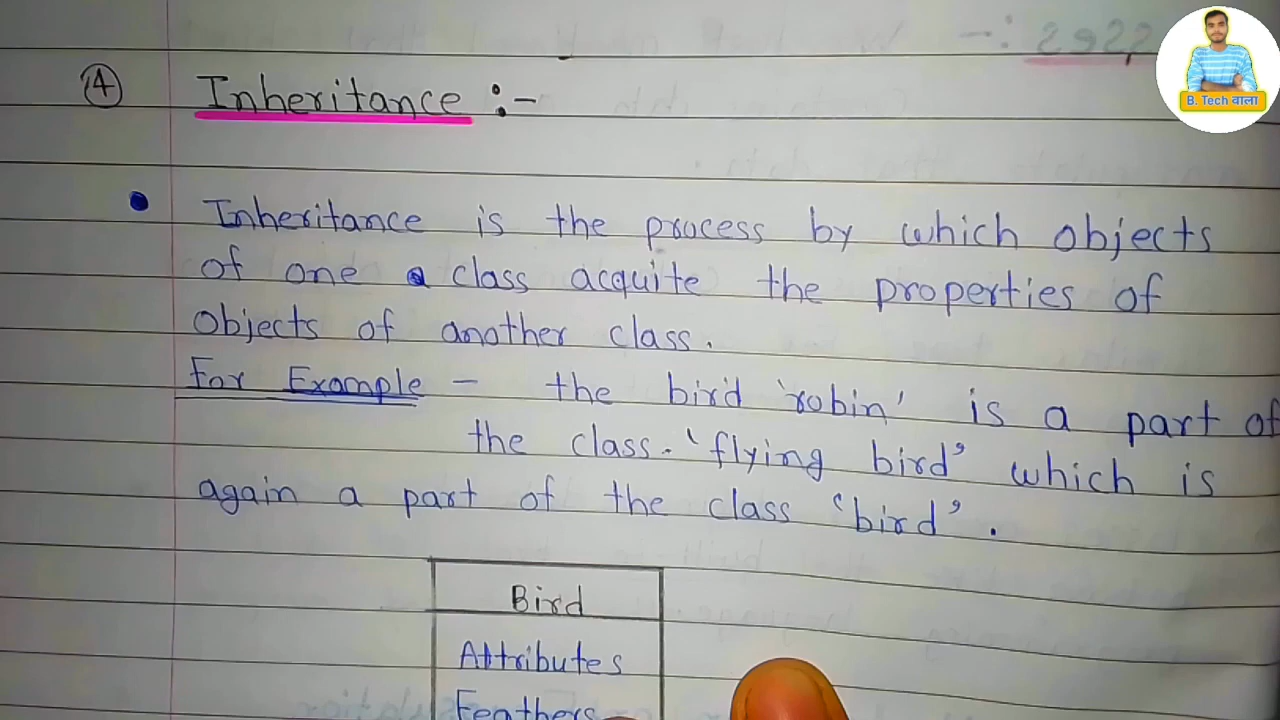 ④ Inheritance :-
• Inheritance is the process by which objects
of one class acquite the properties of
objects of another class.
For Example - the bird 'robin' is a part of
the class. 'flying bird' which is
again a part of the class 'bird'.
Bird
Attributes
Feathers
B. Tech वाला